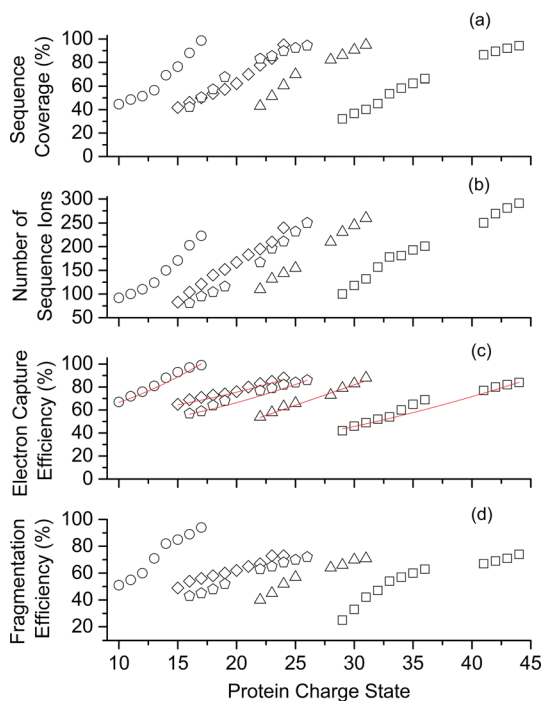 (a)
100
80
60
40
20
0
Sequence
Coverage (%)
(b)
300
250
200
150
100
50
Number of
Sequence Ions
(c)
100
80
60
40
20
0
Electron Capture
Efficiency (%)
(d)
100
80
60
40
20
Fragmentation
Efficiency (%)
10 15 20 25 30 35 40 45
Protein Charge State